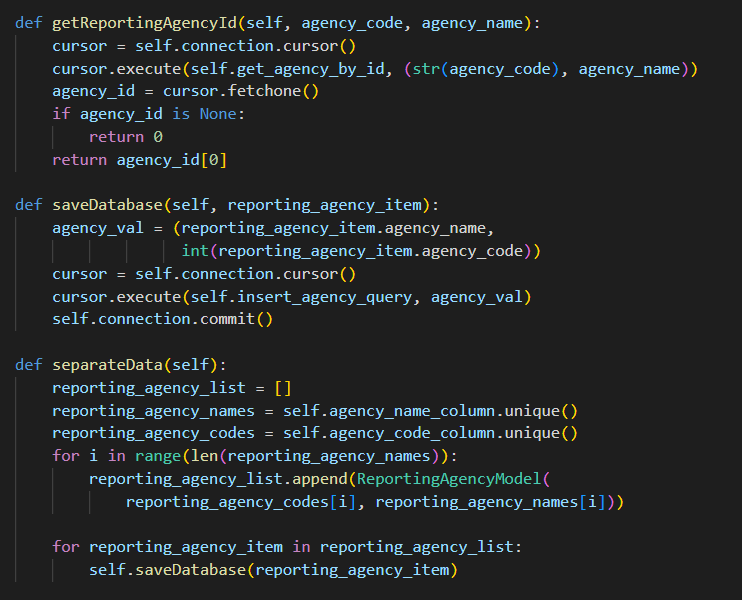 def getReportingAgencyId(self, agency_code, agency_name):
    cursor = self.connection.cursor()
    cursor.execute(self.get_agency_by_id, (str(agency_code), agency_name))
    agency_id = cursor.fetchone()
    if agency_id is None:
        return 0
    return agency_id[0]

def saveDatabase(self, reporting_agency_item):
    agency_val = (reporting_agency_item.agency_name,
                  int(reporting_agency_item.agency_code))
    cursor = self.connection.cursor()
    cursor.execute(self.insert_agency_query, agency_val)
    self.connection.commit()

def separateData(self):
    reporting_agency_list = []
    reporting_agency_names = self.agency_name_column.unique()
    reporting_agency_codes = self.agency_code_column.unique()
    for i in range(len(reporting_agency_names)):
        reporting_agency_list.append(ReportingAgencyModel(
            reporting_agency_codes[i], reporting_agency_names[i]))

    for reporting_agency_item in reporting_agency_list:
        self.saveDatabase(reporting_agency_item)